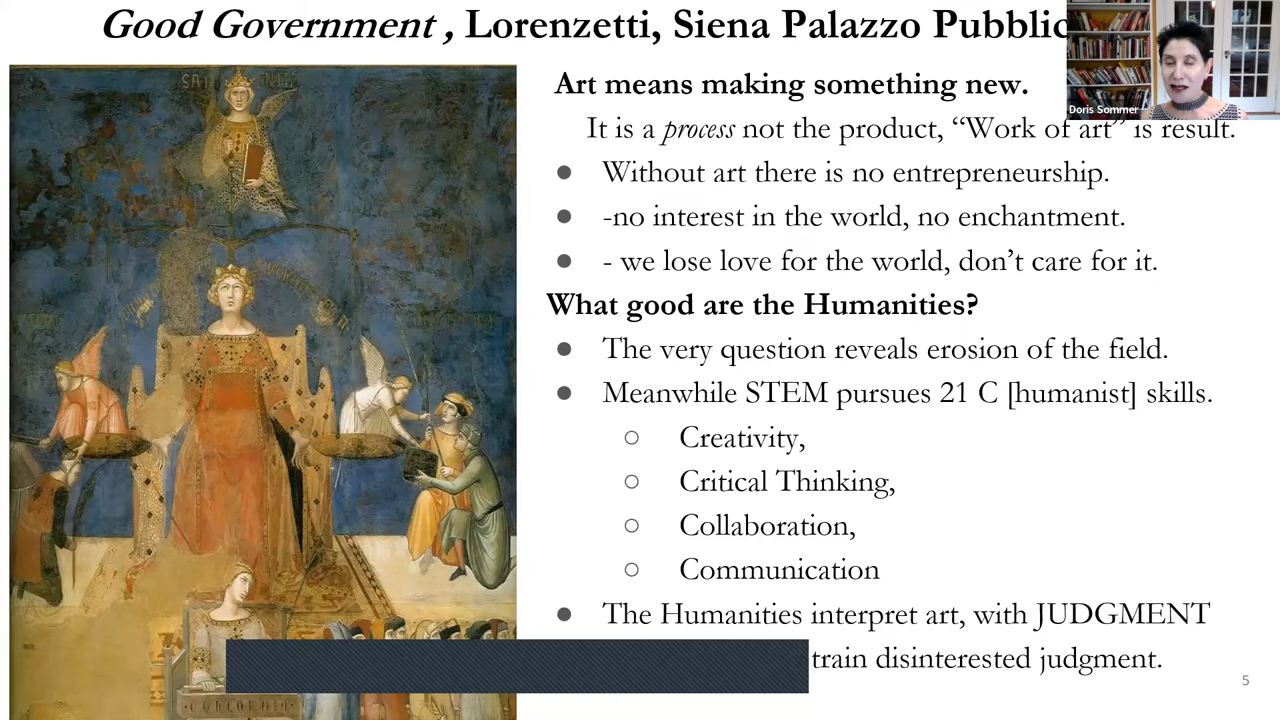 Good Government , Lorenzetti, Siena Palazzo Pubblic
Doris Sommer
Art means making something new.
It is a process not the product, “Work of art” is result.
● Without art there is no entrepreneurship.
● -no interest in the world, no enchantment.
● - we lose love for the world, don’t care for it.
What good are the Humanities?
● The very question reveals erosion of the field.
● Meanwhile STEM pursues 21 C [humanist] skills.
○ Creativity,
○ Critical Thinking,
○ Collaboration,
○ Communication
● The Humanities interpret art, with JUDGMENT
train disinterested judgment.
CONCORDIA
5